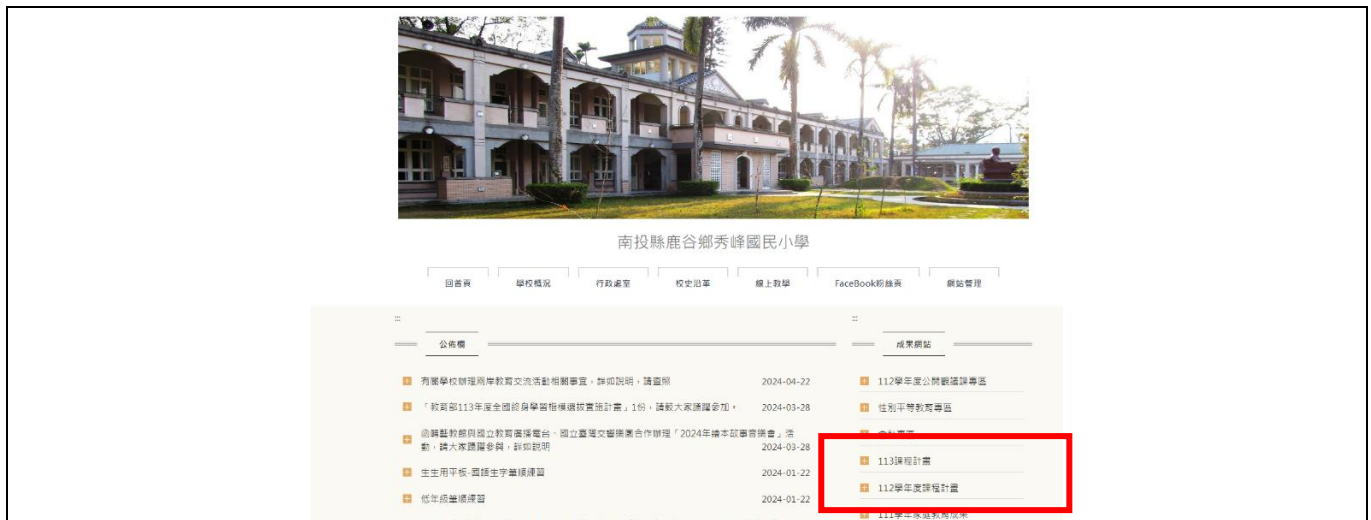 南投縣鹿谷鄉秀峰國民小學
回首頁 學校概況 行政處室 校史沿革 線上教學 FaceBook粉絲頁 網站管理
公佈欄
有關學校辦理兩岸教育交流活動相關事宜，詳如說明，請查照 2024-04-22
「教育部113年度全國終身學習楷模選拔實施計畫」1份，請教大家踴躍參加。 2024-03-28
函轉藝教館與國立教育廣播電台、國立臺灣交響樂團合作辦理「2024年繪本故事音樂會」活
動，請大家踴躍參與，詳如說明 2024-03-28
生生用平板-國語生字筆順練習 2024-01-22
低年級筆順練習 2024-01-22
成果網站
112學年度公開觀議課專區
性別平等教育專區
113課程計畫
112學年度課程計畫
111學年家庭教育成果